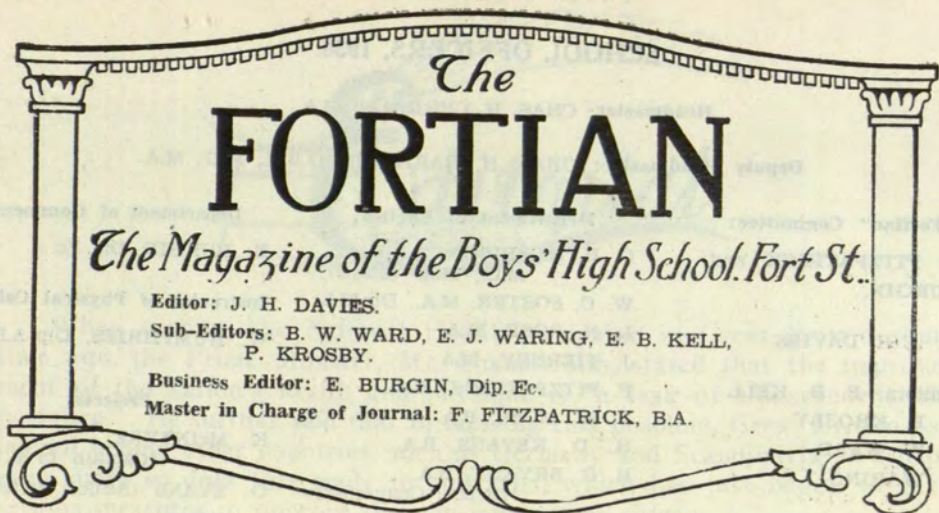 The
FORTIAN
The Magazine of the Boys' High School. Fort St.
Editor: J. H. DAVIES.
Sub-Editors: B. W. WARD, E. J. WARING, E. B. KELL,
P. KROSBY.
Business Editor: E. BURGIN, Dip. Ec.
Master in Charge of Journal: F. FITZPATRICK, B.A.